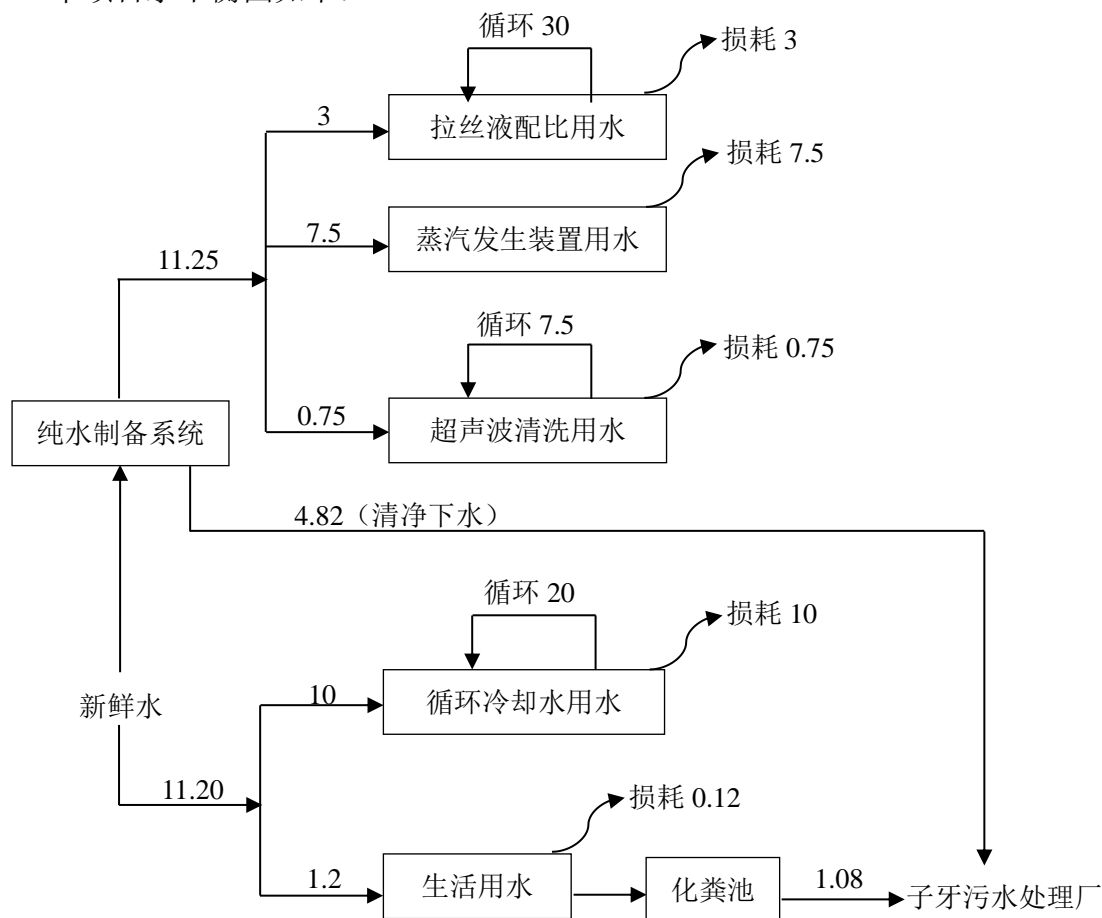 循环 30
损耗 3
3
拉丝液配比用水
损耗 7.5
7.5
蒸汽发生装置用水
11.25
循环 7.5
损耗 0.75
0.75
超声波清洗用水
纯水制备系统
4.82（清净下水）
循环 20
损耗 10
10
循环冷却水用水
新鲜水
11.20
损耗 0.12
1.2
生活用水
化粪池
1.08
子牙污水处理厂